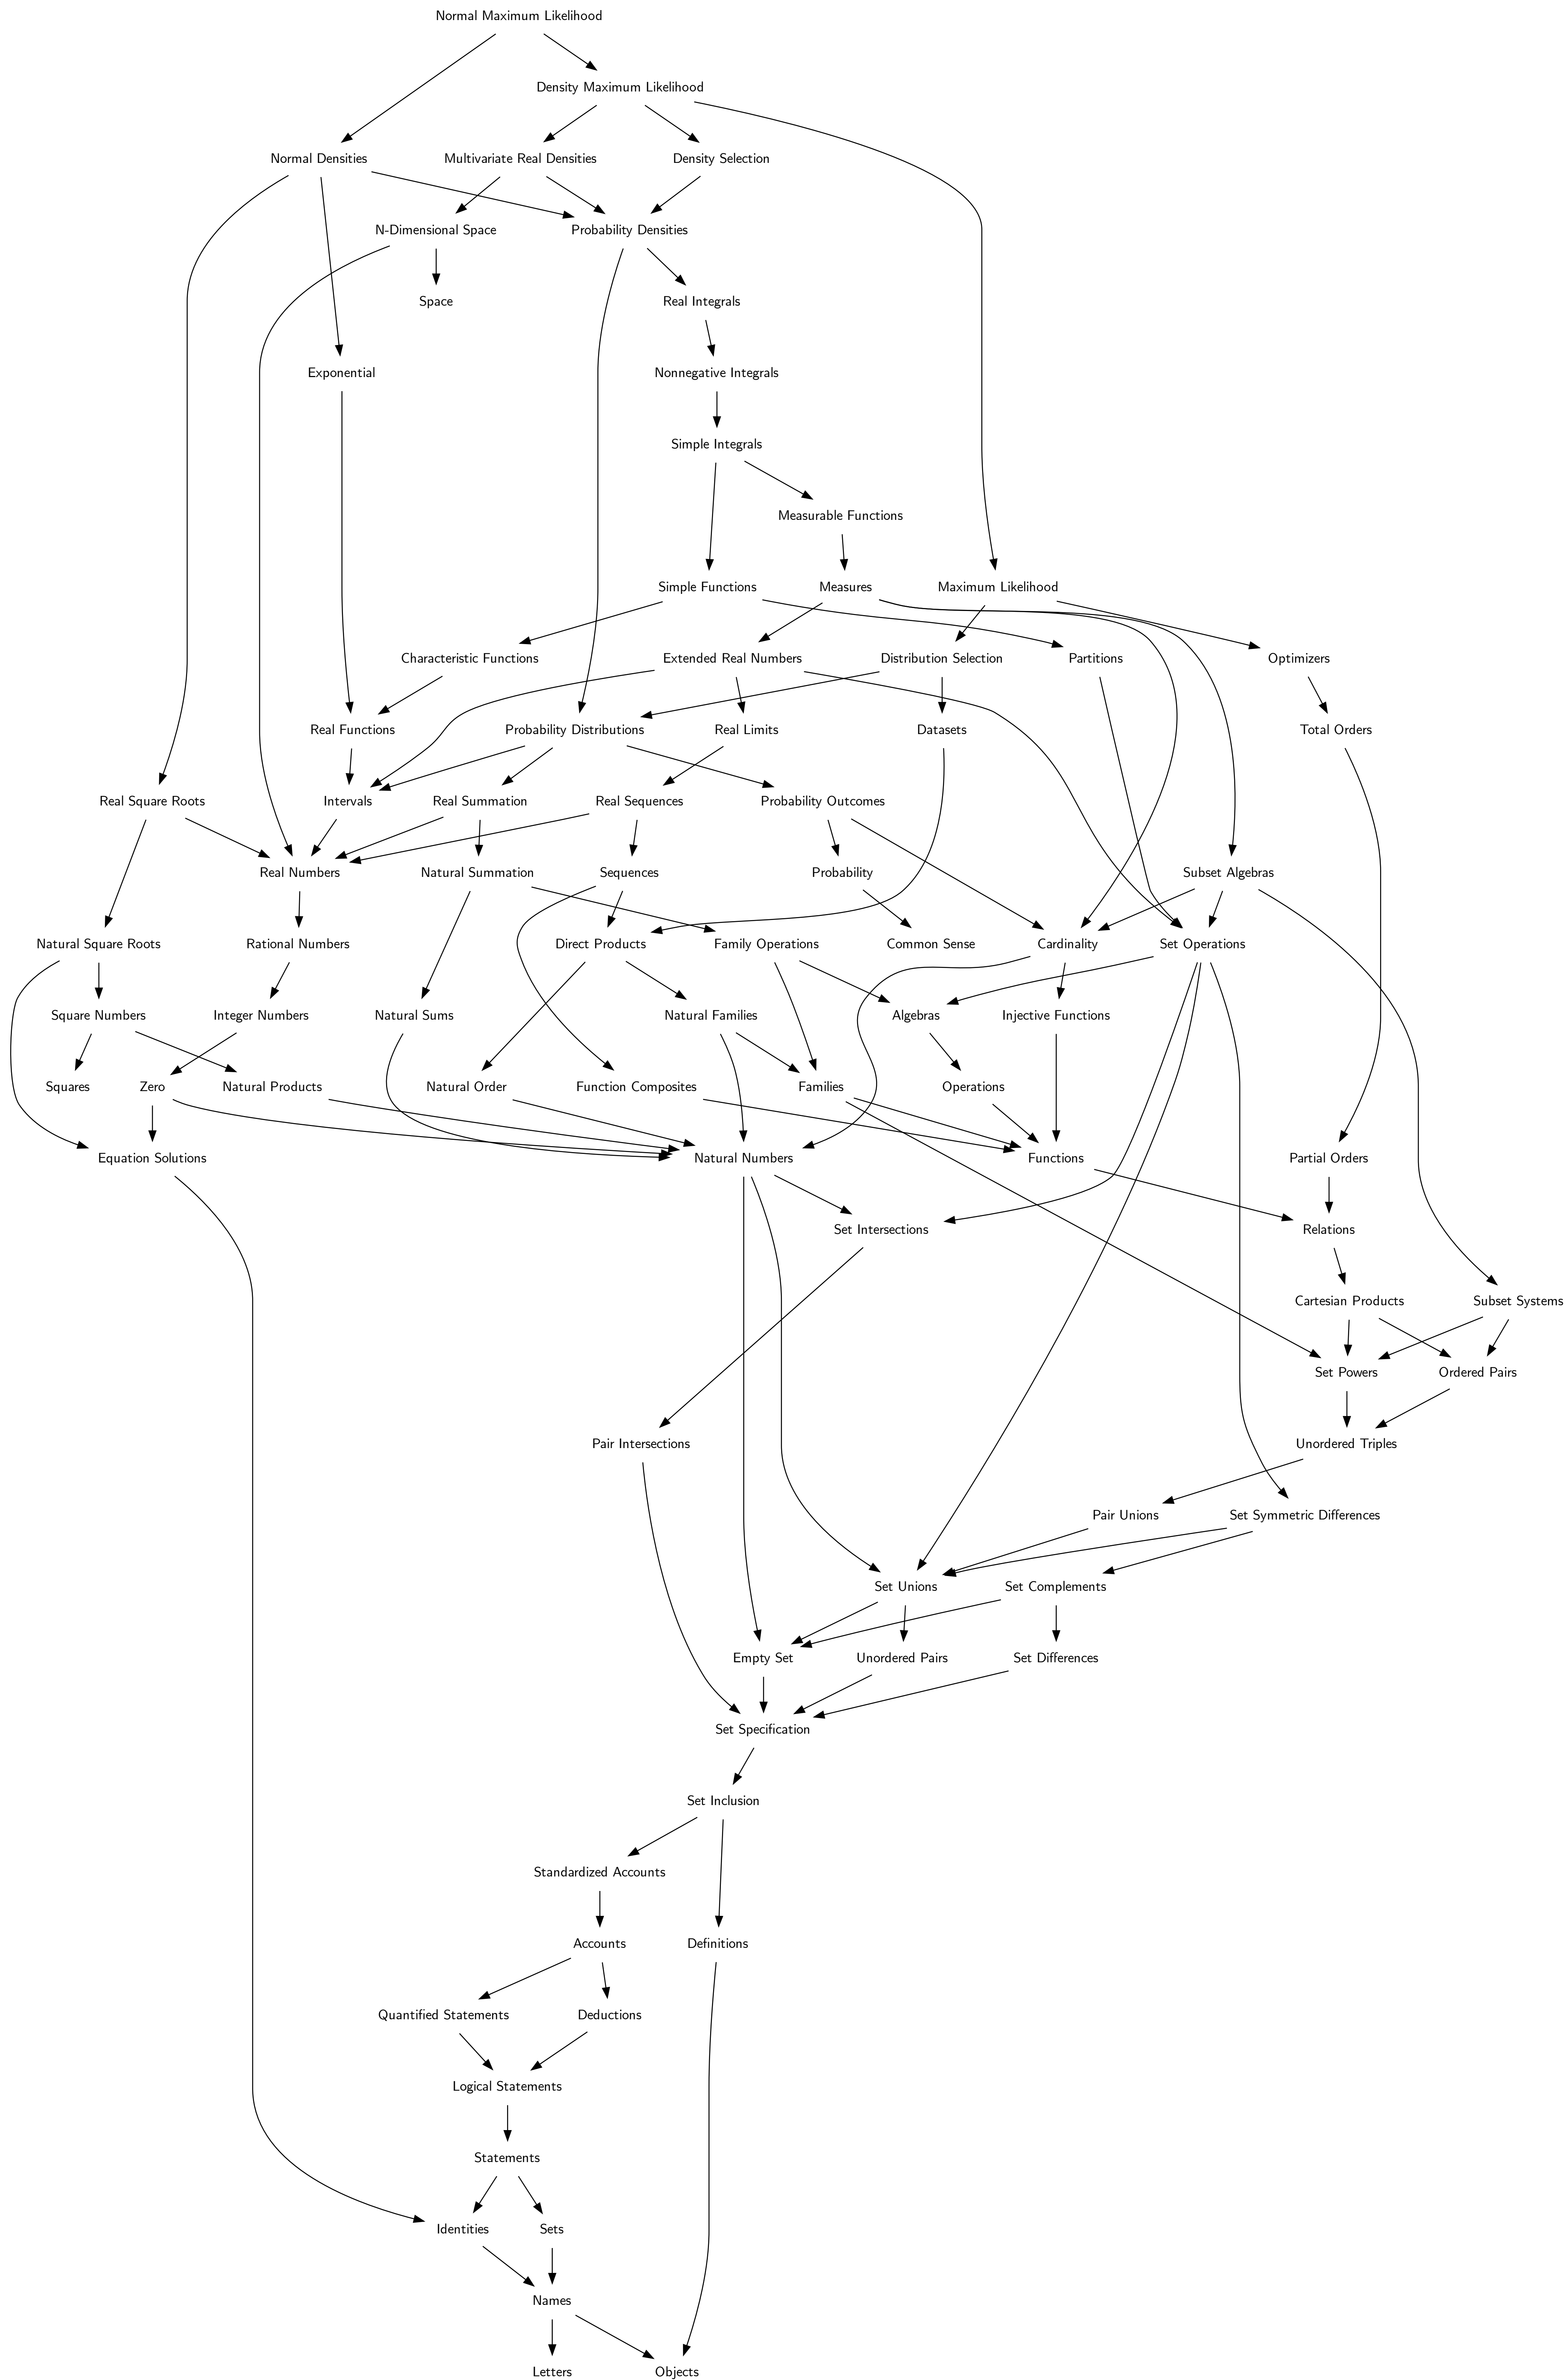 Normal Maximum Likelihood
Density Maximum Likelihood
Normal Densities
Multivariate Real Densities
Density Selection
N-Dimensional Space
Probability Densities
Space
Real Integrals
Exponential
Nonnegative Integrals
Simple Integrals
Measurable Functions
Simple Functions
Measures
Maximum Likelihood
Characteristic Functions
Extended Real Numbers
Distribution Selection
Partitions
Optimizers
Real Functions
Probability Distributions
Real Limits
Datasets
Total Orders
Real Square Roots
Intervals
Real Summation
Real Sequences
Probability Outcomes
Real Numbers
Natural Summation
Sequences
Probability
Subset Algebras
Natural Square Roots
Rational Numbers
Direct Products
Family Operations
Common Sense
Cardinality
Set Operations
Square Numbers
Integer Numbers
Natural Sums
Natural Families
Algebras
Injective Functions
Squares
Zero
Natural Products
Natural Order
Function Composites
Families
Operations
Equation Solutions
Natural Numbers
Functions
Partial Orders
Set Intersections
Relations
Cartesian Products
Subset Systems
Set Powers
Ordered Pairs
Pair Intersections
Unordered Triples
Pair Unions
Set Symmetric Differences
Set Unions
Set Complements
Empty Set
Unordered Pairs
Set Differences
Set Specification
Set Inclusion
Standardized Accounts
Accounts
Definitions
Quantified Statements
Deductions
Logical Statements
Statements
Identities
Sets
Names
Letters
Objects